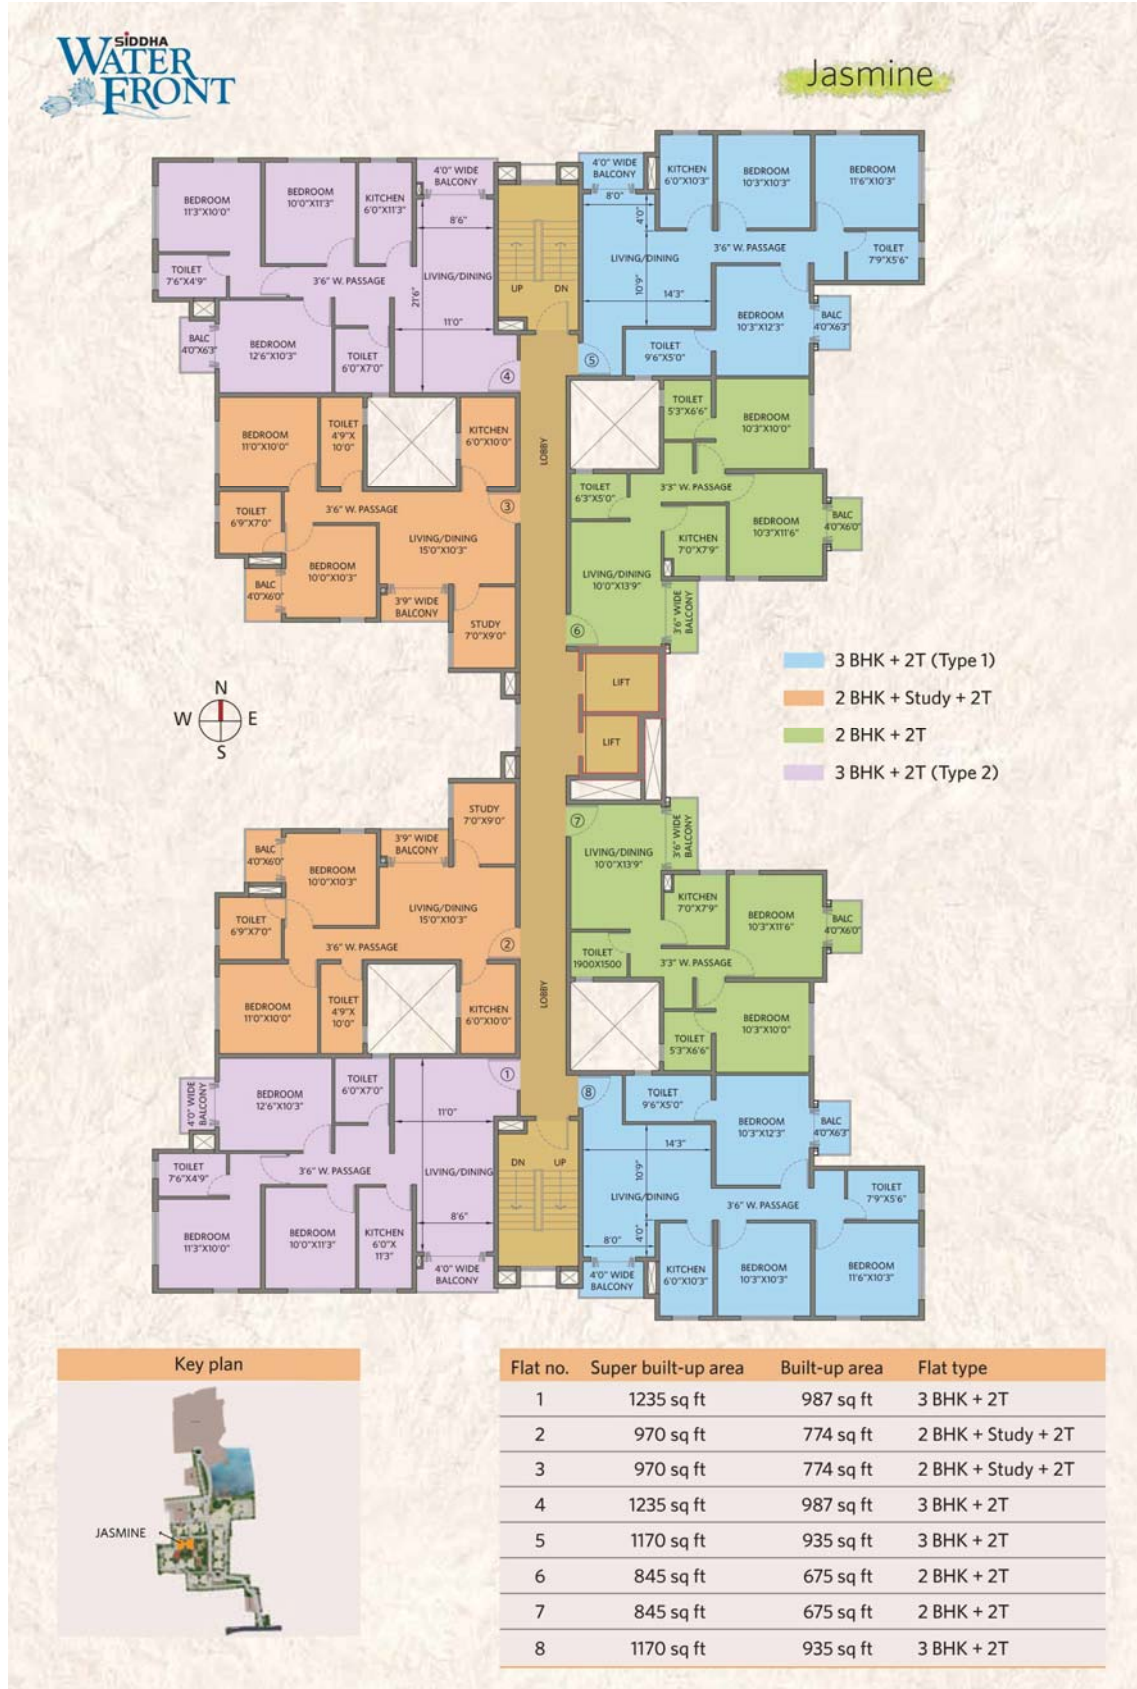 SIDDHA
WATER
FRONT
Jasmine
4'0" WIDE
BALCONY
BEDROOM
11'3"X10'0"
BEDROOM
10'0"X11'3"
KITCHEN
6'0"X11'3"
8'6"
TOILET
7'6"X4'9"
3'6" W. PASSAGE
LIVING/DINING
21'6"
11'0"
BALC
4'0"X6'3"
BEDROOM
12'6"X10'3"
TOILET
6'0"X7'0"
④
UP
DN
4'0" WIDE
BALCONY
8'0"
4'0"
KITCHEN
6'0"X10'3"
BEDROOM
10'3"X10'3"
BEDROOM
11'6"X10'3"
3'6" W. PASSAGE
TOILET
7'9"X5'6"
LIVING/DINING
10'9"
14'3"
BEDROOM
10'3"X12'3"
BALC
4'0"X6'3"
TOILET
9'6"X5'0"
⑤
BEDROOM
11'0"X10'0"
TOILET
4'9"X
10'0"
KITCHEN
6'0"X10'0"
LOBBY
③
3'6" W. PASSAGE
TOILET
6'9"X7'0"
LIVING/DINING
15'0"X10'3"
BEDROOM
10'0"X10'3"
BALC
4'0"X6'0"
3'9" WIDE
BALCONY
STUDY
7'0"X9'0"
TOILET
5'3"X6'6"
BEDROOM
10'3"X10'0"
TOILET
6'3"X5'0"
3'3" W. PASSAGE
KITCHEN
7'0"X7'9"
BEDROOM
10'3"X11'6"
BALC
4'0"X6'0"
LIVING/DINING
10'0"X13'9"
3'6" WIDE
BALCONY
⑥
LIFT
LIFT
3 BHK + 2T (Type 1)
2 BHK + Study + 2T
2 BHK + 2T
3 BHK + 2T (Type 2)
N
W
E
S
STUDY
7'0"X9'0"
3'9" WIDE
BALCONY
BALC
4'0"X6'0"
BEDROOM
10'0"X10'3"
LIVING/DINING
15'0"X10'3"
TOILET
6'9"X7'0"
3'6" W. PASSAGE
②
BEDROOM
11'0"X10'0"
TOILET
4'9"X
10'0"
KITCHEN
6'0"X10'0"
LOBBY
⑦
LIVING/DINING
10'0"X13'9"
3'6" WIDE
BALCONY
KITCHEN
7'0"X7'9"
BEDROOM
10'3"X11'6"
BALC
4'0"X6'0"
TOILET
1900X1500
3'3" W. PASSAGE
BEDROOM
10'3"X10'0"
TOILET
5'3"X6'6"
①
4'0" WIDE
BALCONY
BEDROOM
12'6"X10'3"
TOILET
6'0"X7'0"
11'0"
TOILET
7'6"X4'9"
3'6" W. PASSAGE
LIVING/DINING
BEDROOM
11'3"X10'0"
BEDROOM
10'0"X11'3"
KITCHEN
6'0"X
11'3"
8'6"
4'0" WIDE
BALCONY
DN
UP
⑧
TOILET
9'6"X5'0"
BEDROOM
10'3"X12'3"
BALC
4'0"X6'3"
14'3"
10'9"
LIVING/DINING
TOILET
7'9"X5'6"
3'6" W. PASSAGE
8'0"
4'0"
4'0" WIDE
BALCONY
KITCHEN
6'0"X10'3"
BEDROOM
10'3"X10'3"
BEDROOM
11'6"X10'3"
Key plan
JASMINE
Flat no. Super built-up area Built-up area Flat type
1 1235 sq ft 987 sq ft 3 BHK + 2T
2 970 sq ft 774 sq ft 2 BHK + Study + 2T
3 970 sq ft 774 sq ft 2 BHK + Study + 2T
4 1235 sq ft 987 sq ft 3 BHK + 2T
5 1170 sq ft 935 sq ft 3 BHK + 2T
6 845 sq ft 675 sq ft 2 BHK + 2T
7 845 sq ft 675 sq ft 2 BHK + 2T
8 1170 sq ft 935 sq ft 3 BHK + 2T